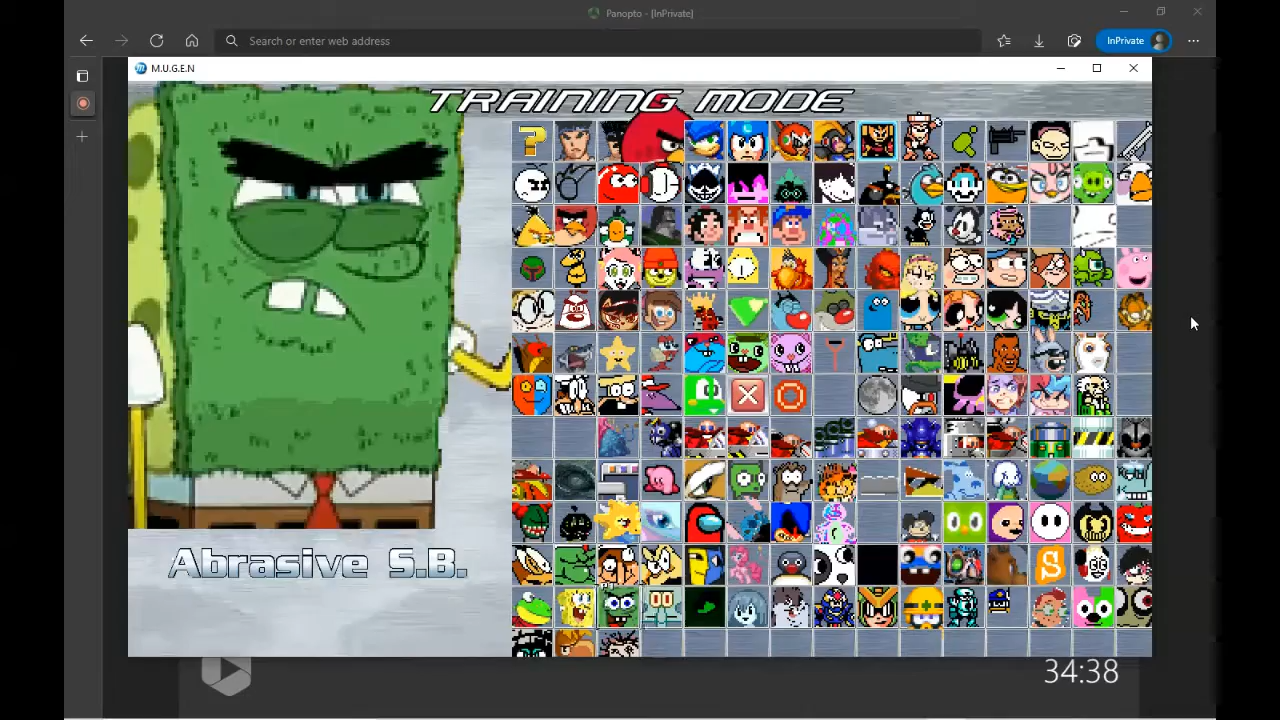 Panopto - [InPrivate]
Search or enter web address
InPrivate
M.U.G.E.N
TRAINING MODE
Abrasive S.B.
34:38